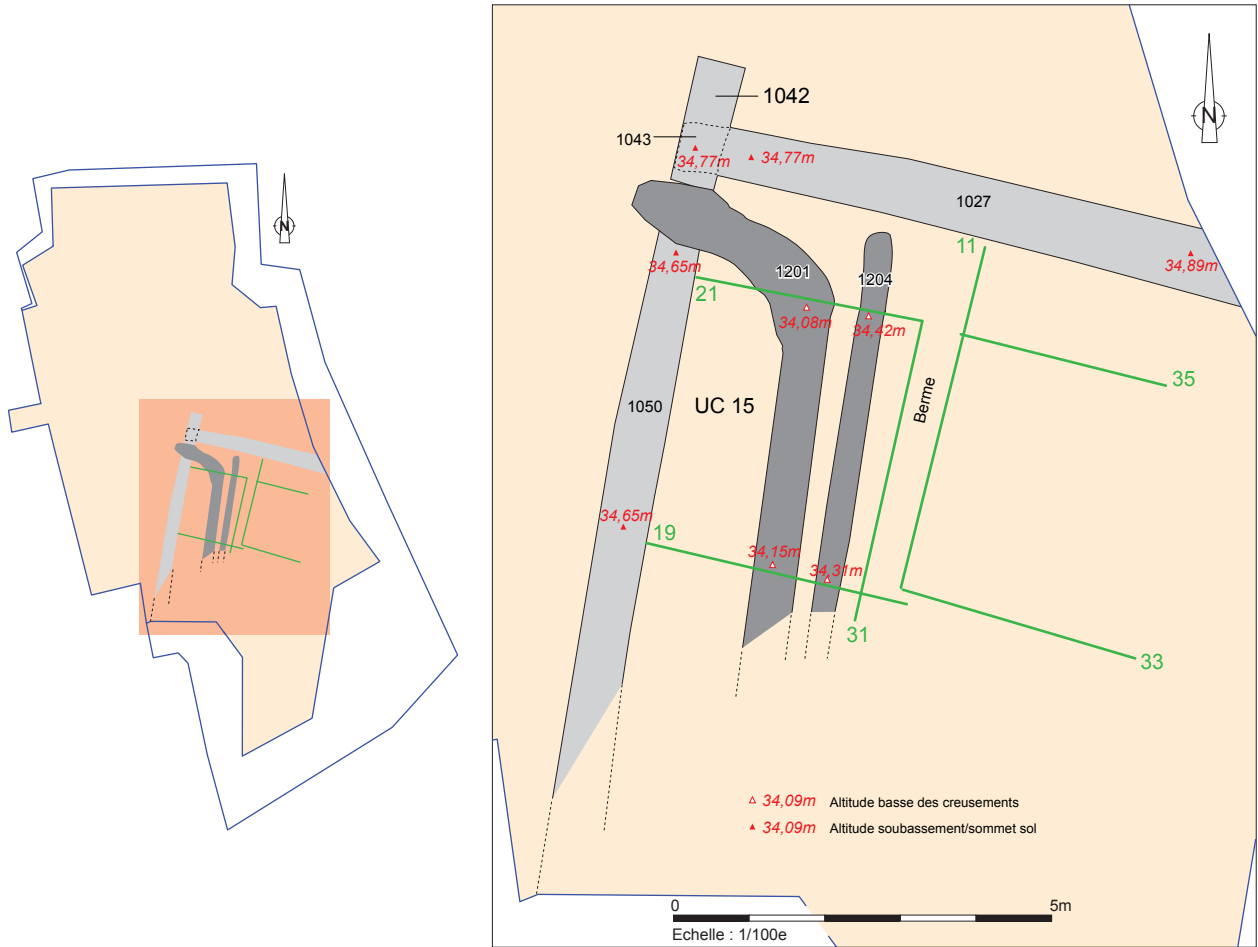 N
N
1042
1043
34,77m
34,77m
1027
11
34,89m
34,65m
1201
1204
21
34,08m
34,42m
35
1050
UC 15
Berme
34,65m
19
34,15m
34,31m
31
33
34,09m Altitude basse des creusements
34,09m Altitude soubassement/sommet sol
0 5m
Echelle : 1/100e